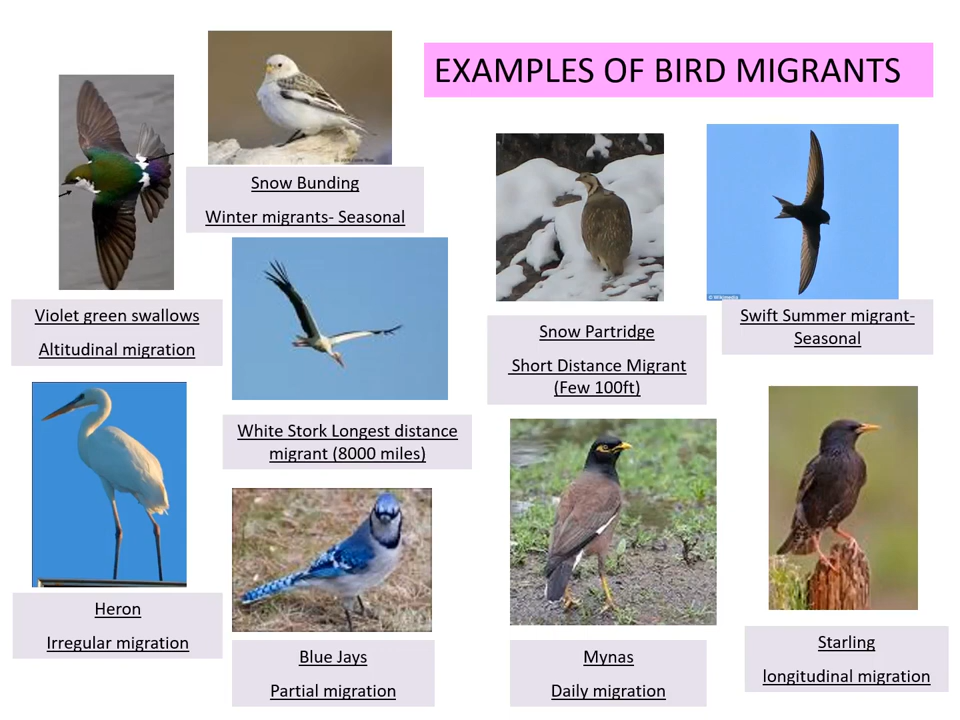 EXAMPLES OF BIRD MIGRANTS
Snow Bunding
Winter migrants- Seasonal
Violet green swallows
Altitudinal migration
Snow Partridge
Short Distance Migrant
(Few 100ft)
Swift Summer migrant-
Seasonal
White Stork Longest distance
migrant (8000 miles)
Heron
Irregular migration
Blue Jays
Partial migration
Mynas
Daily migration
Starling
longitudinal migration